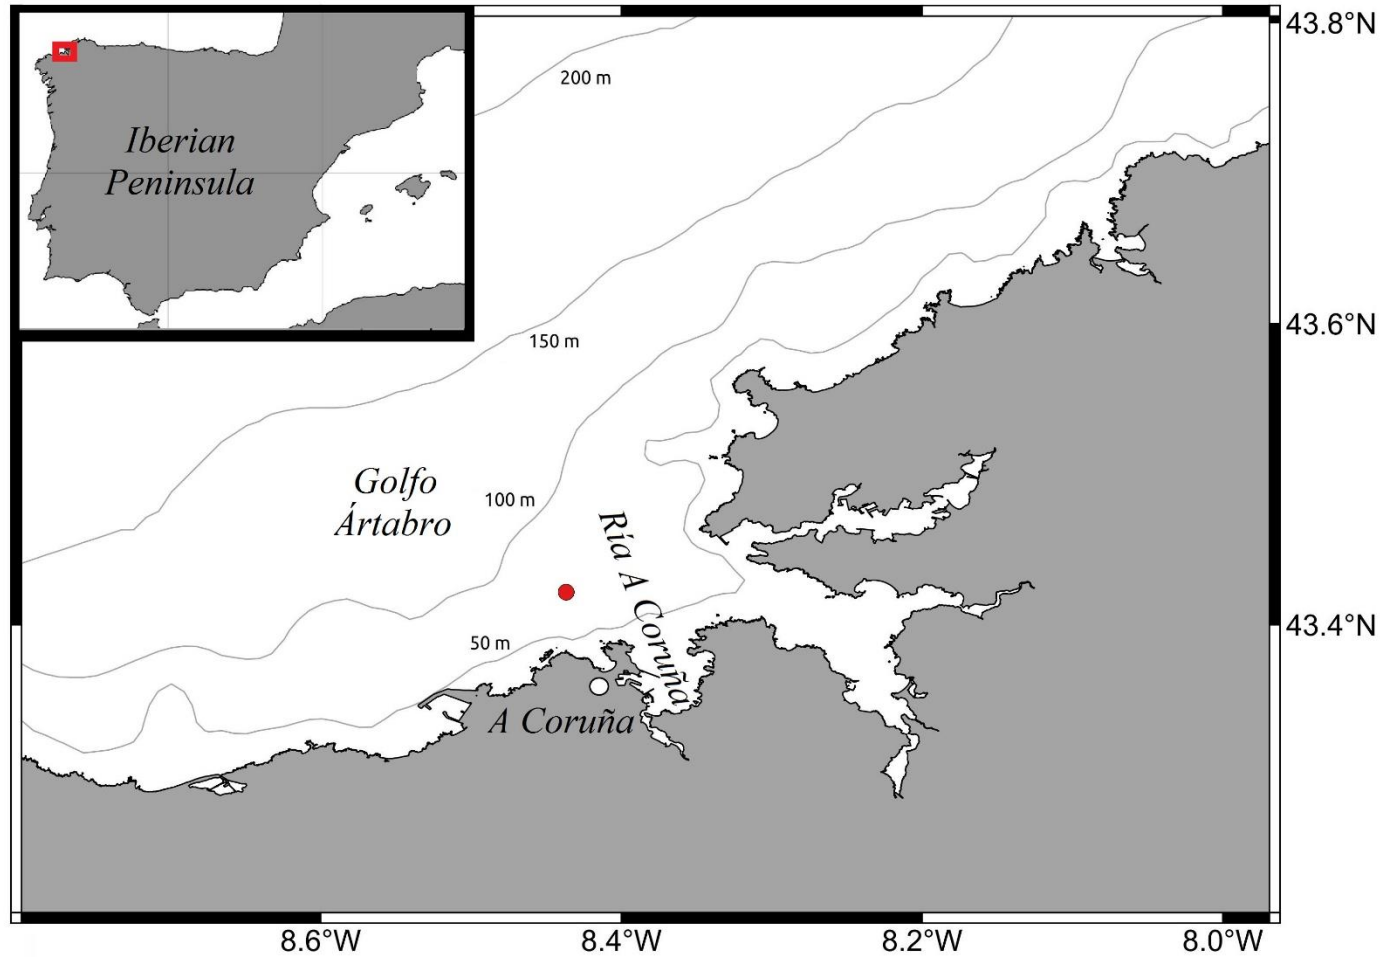 Iberian
Peninsula
200 m
150 m
100 m
50 m
Golfo
Ártabro
Ría A Coruña
A Coruña
43.8°N
43.6°N
43.4°N
8.6°W
8.4°W
8.2°W
8.0°W